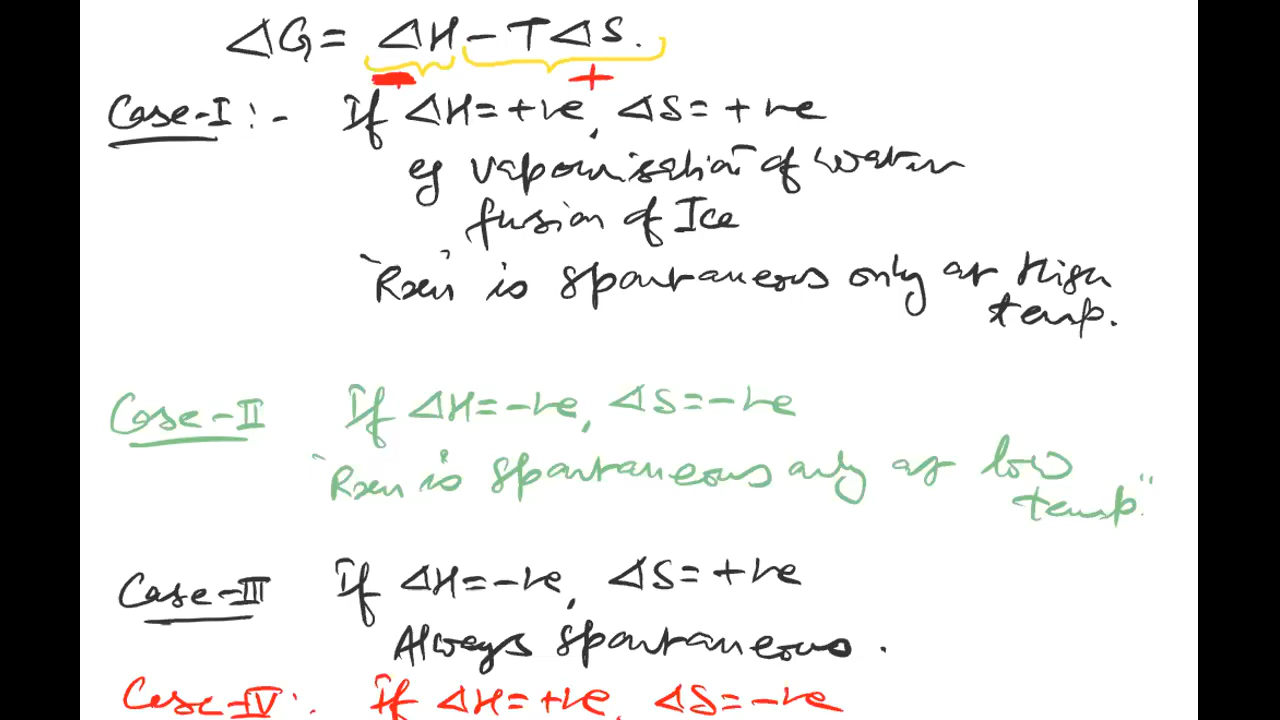 ΔG = ΔH - TΔS.
- +
Case-I :- If ΔH = +ve, ΔS = +ve
eg vapourisation of water
fusion of Ice
"Rxn" is spontaneous only at High
temp.
Case-II If ΔH = -ve, ΔS = -ve
"Rxn is spontaneous only at low
temp."
Case-III If ΔH = -ve, ΔS = +ve
Always spontaneous.
Case-IV :. If ΔH = +ve, ΔS = -ve